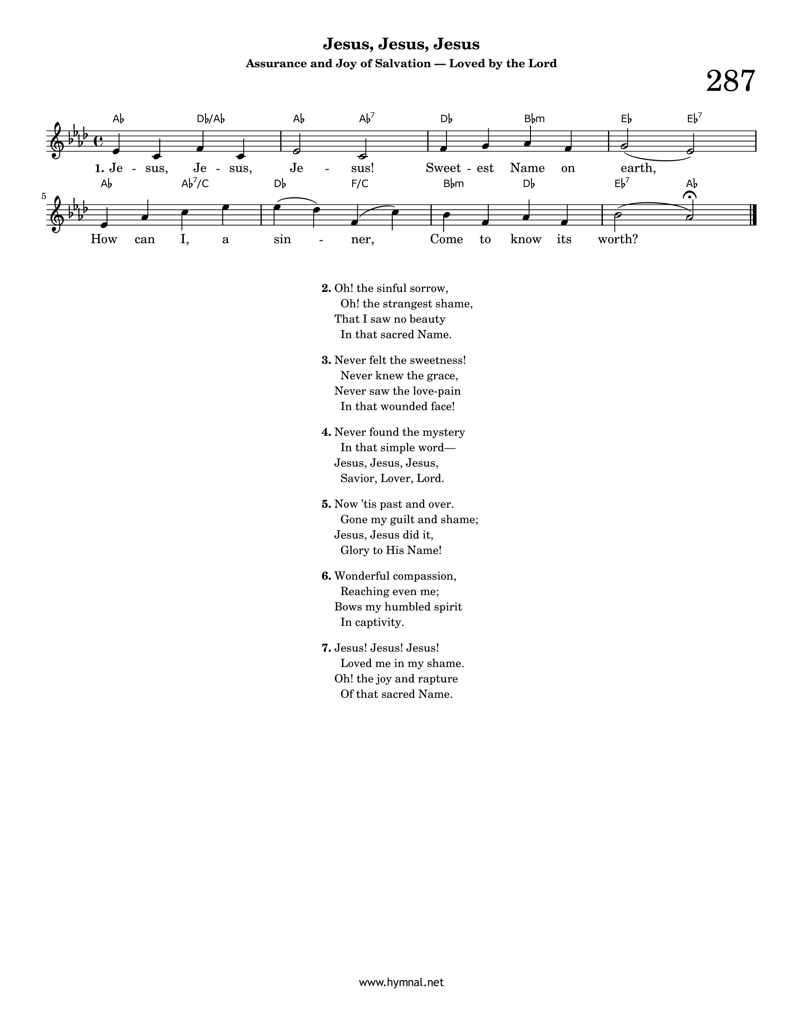 Jesus, Jesus, Jesus
Assurance and Joy of Salvation — Loved by the Lord
287
A♭ D♭/A♭ A♭ A♭7 D♭ B♭m E♭ E♭7
1. Je - sus, Je - sus, Je - sus! Sweet - est Name on earth,
5
A♭ A♭7/C D♭ F/C B♭m D♭ E♭7 A♭
How can I, a sin - ner, Come to know its worth?
2. Oh! the sinful sorrow,
Oh! the strangest shame,
That I saw no beauty
In that sacred Name.
3. Never felt the sweetness!
Never knew the grace,
Never saw the love-pain
In that wounded face!
4. Never found the mystery
In that simple word—
Jesus, Jesus, Jesus,
Savior, Lover, Lord.
5. Now ’tis past and over.
Gone my guilt and shame;
Jesus, Jesus did it,
Glory to His Name!
6. Wonderful compassion,
Reaching even me;
Bows my humbled spirit
In captivity.
7. Jesus! Jesus! Jesus!
Loved me in my shame.
Oh! the joy and rapture
Of that sacred Name.
www.hymnal.net